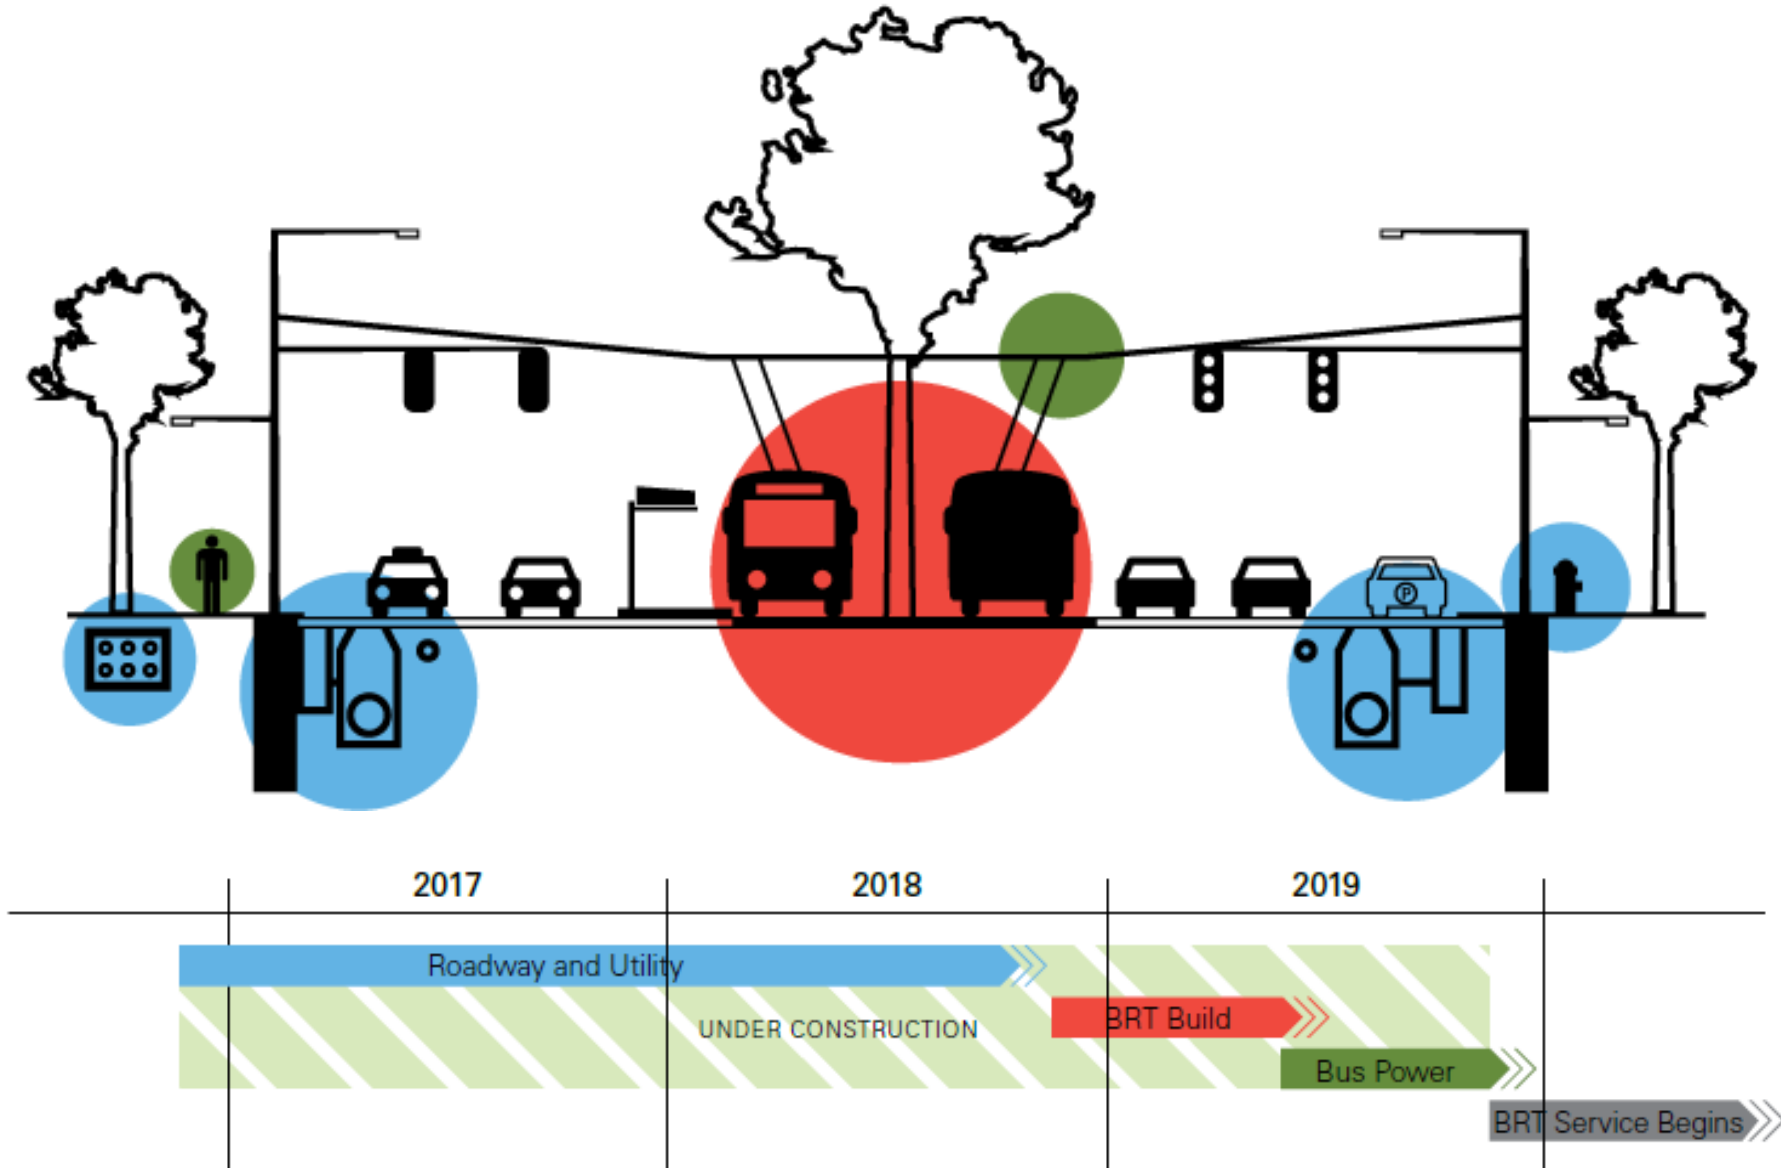 P
2017
2018
2019
Roadway and Utility
UNDER CONSTRUCTION
BRT Build
Bus Power
BRT Service Begins